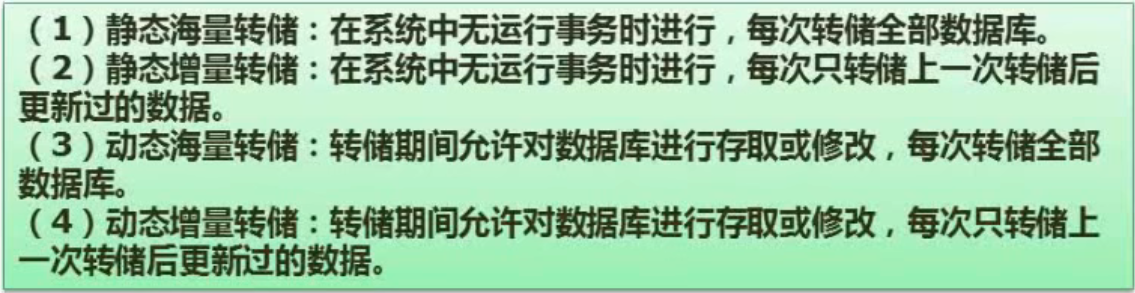 （1）静态海量转储：在系统中无运行事务时进行，每次转储全部数据库。
（2）静态增量转储：在系统中无运行事务时进行，每次只转储上一次转储后
更新过的数据。
（3）动态海量转储：转储期间允许对数据库进行存取或修改，每次转储全部
数据库。
（4）动态增量转储：转储期间允许对数据库进行存取或修改，每次只转储上
一次转储后更新过的数据。